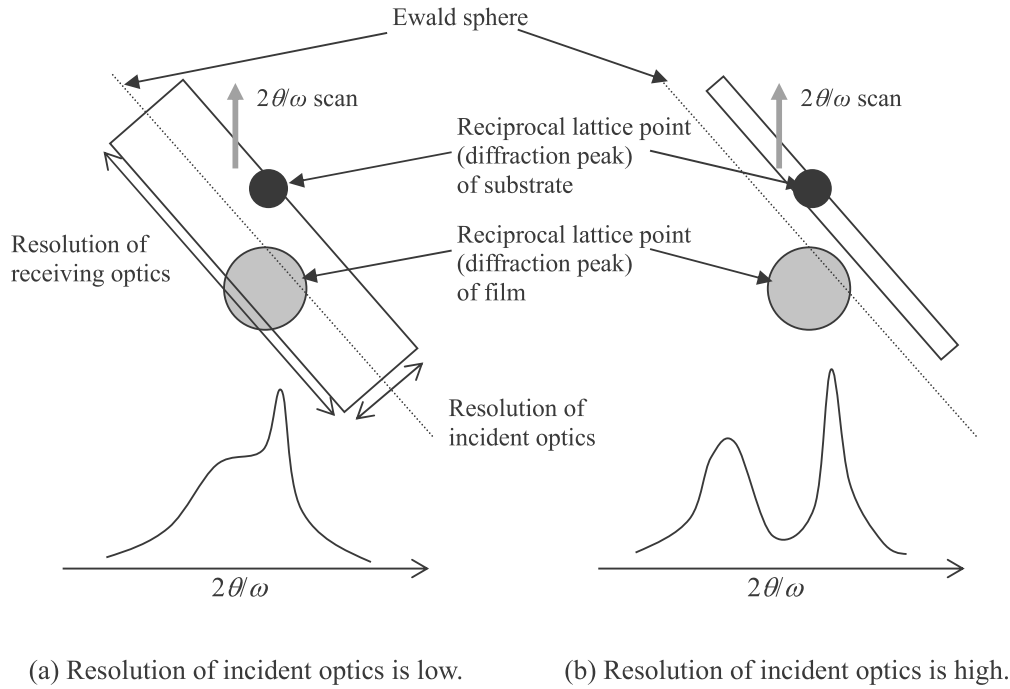 Ewald sphere
2θ/ω scan
2θ/ω scan
Reciprocal lattice point
(diffraction peak)
of substrate
Resolution of
receiving optics
Reciprocal lattice point
(diffraction peak)
of film
Resolution of
incident optics
2θ/ω
2θ/ω
(a) Resolution of incident optics is low.
(b) Resolution of incident optics is high.